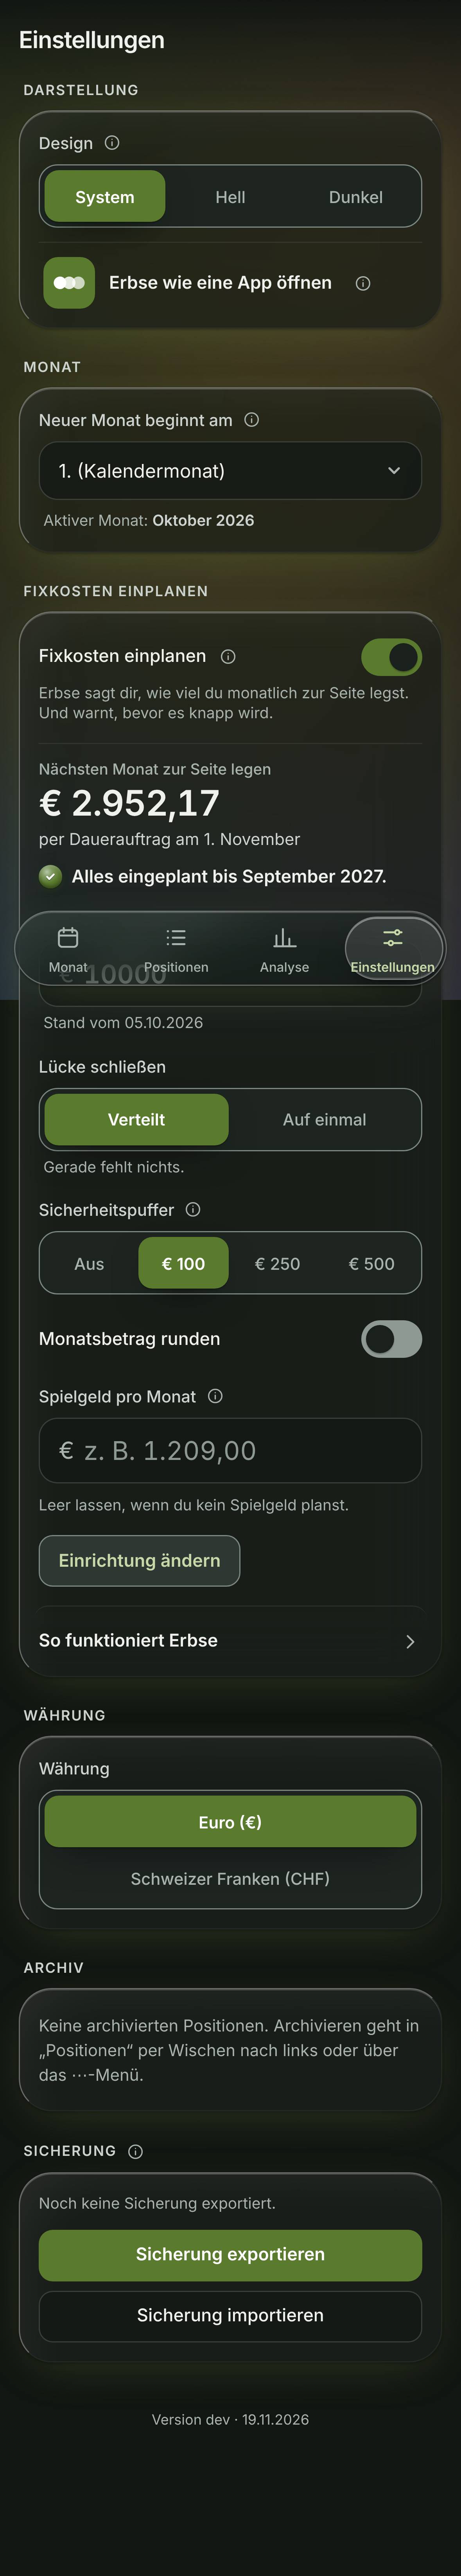 Einstellungen
DARSTELLUNG
Design
System
Hell
Dunkel
Erbse wie eine App öffnen
MONAT
Neuer Monat beginnt am
1. (Kalendermonat)
Aktiver Monat: Oktober 2026
FIXKOSTEN EINPLANEN
Fixkosten einplanen
Erbse sagt dir, wie viel du monatlich zur Seite legst.
Und warnt, bevor es knapp wird.
Nächsten Monat zur Seite legen
€ 2.952,17
per Dauerauftrag am 1. November
Alles eingeplant bis September 2027.
Monat
Positionen
Analyse
Einstellungen
€ 10000
Stand vom 05.10.2026
Lücke schließen
Verteilt
Auf einmal
Gerade fehlt nichts.
Sicherheitspuffer
Aus
€ 100
€ 250
€ 500
Monatsbetrag runden
Spielgeld pro Monat
€ z. B. 1.209,00
Leer lassen, wenn du kein Spielgeld planst.
Einrichtung ändern
So funktioniert Erbse
WÄHRUNG
Währung
Euro (€)
Schweizer Franken (CHF)
ARCHIV
Keine archivierten Positionen. Archivieren geht in
„Positionen“ per Wischen nach links oder über
das ⋯-Menü.
SICHERUNG
Noch keine Sicherung exportiert.
Sicherung exportieren
Sicherung importieren
Version dev · 19.11.2026